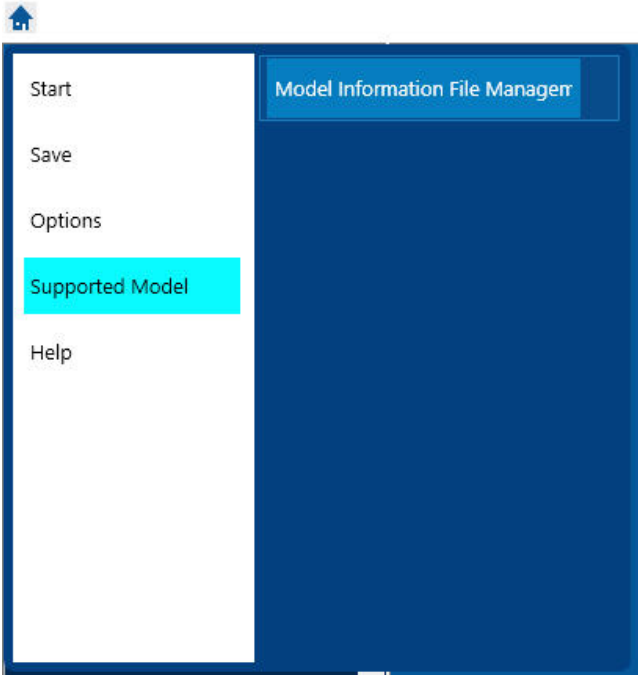 Start
Save
Options
Supported Model
Help
Model Information File Managem